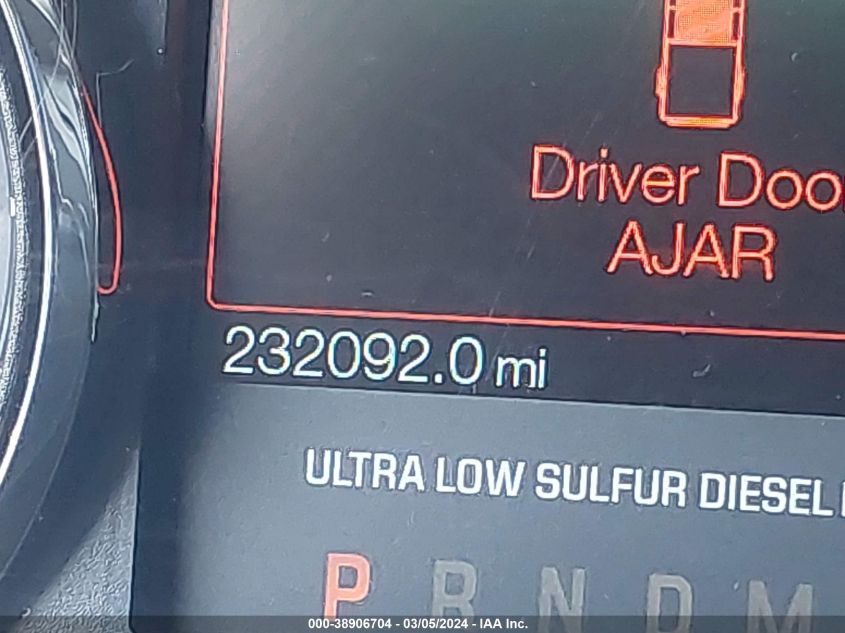 Driver Doo
AJAR
232092.0 mi
ULTRA LOW SULFUR DIESEL
P R N D M
000-38906704 - 03/05/2024 - IAA Inc.